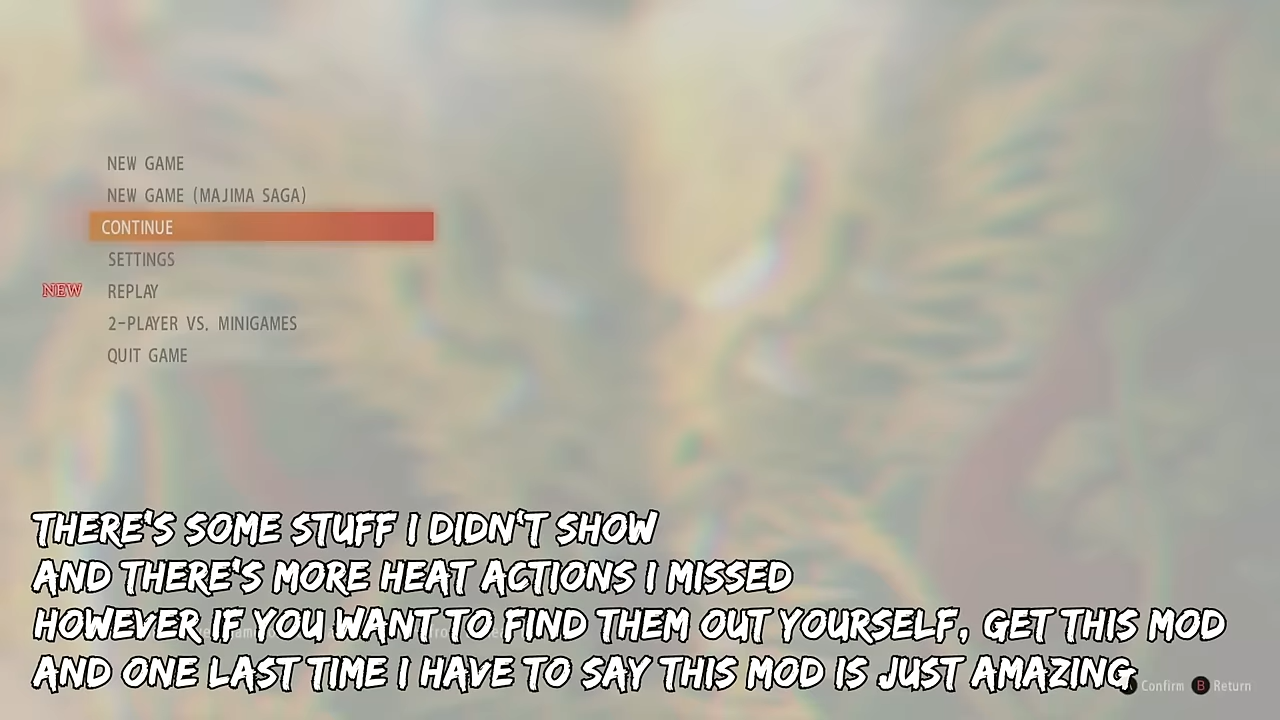 NEW GAME
NEW GAME (MAJIMA SAGA)
CONTINUE
SETTINGS
NEW REPLAY
2-PLAYER VS. MINIGAMES
QUIT GAME
THERE'S SOME STUFF I DIDN'T SHOW
AND THERE'S MORE HEAT ACTIONS I MISSED
HOWEVER IF YOU WANT TO FIND THEM OUT YOURSELF, GET THIS MOD
AND ONE LAST TIME I HAVE TO SAY THIS MOD IS JUST AMAZING
A Confirm B Return